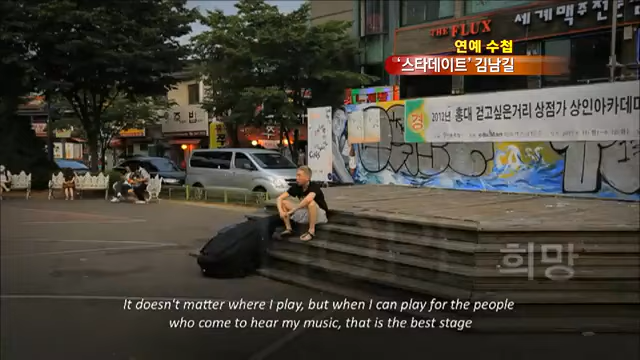 THE FLUX
세계맥주전문
연예 수첩
'스타데이트' 김남길
경
2012년 홍대 걷고싶은거리 상점가 상인아카데
희망
It doesn't matter where I play, but when I can play for the people
who come to hear my music, that is the best stage